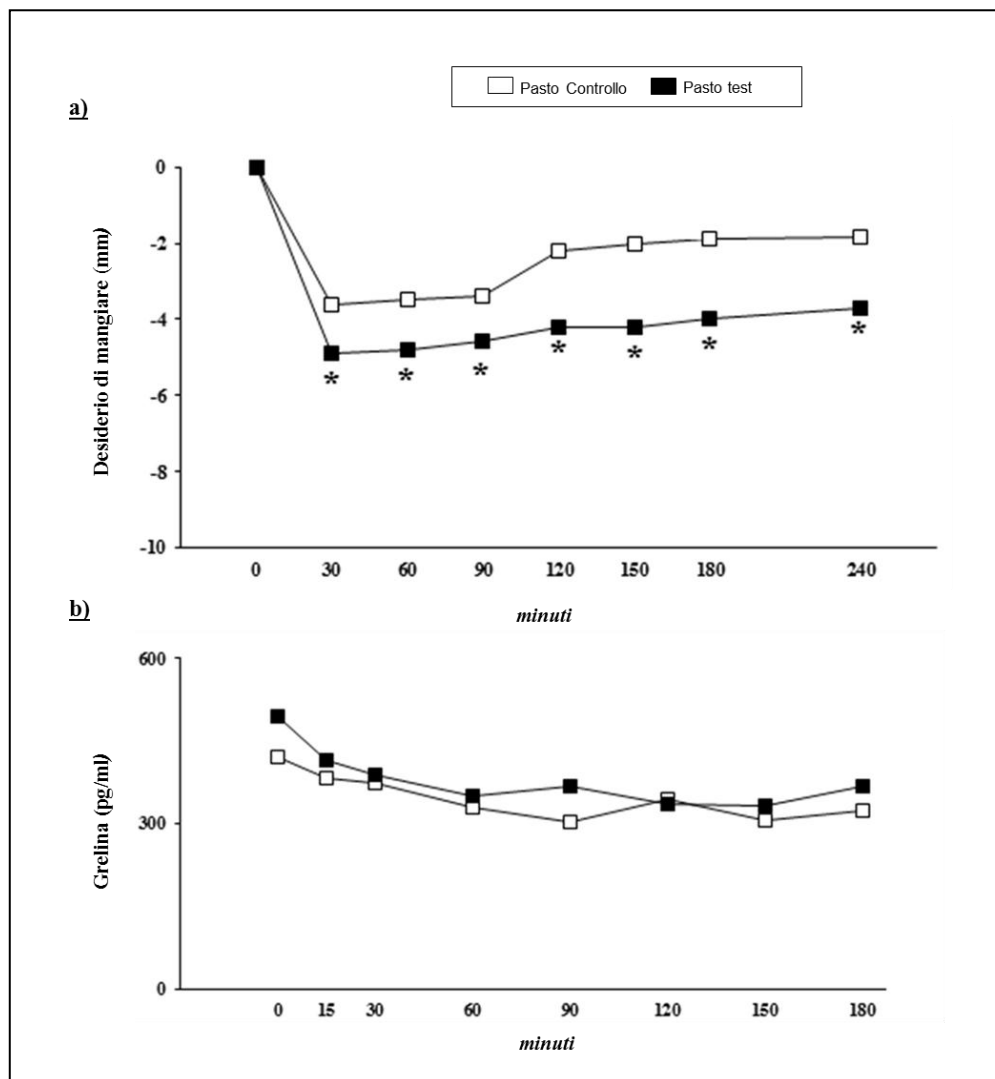 Pasto Controllo Pasto test
a)
Desiderio di mangiare (mm)
0
-2
-4
-6
-8
-10
* * * * * * *
0 30 60 90 120 150 180 240
minuti
b)
Grelina (pg/ml)
600
300
0
0 15 30 60 90 120 150 180
minuti